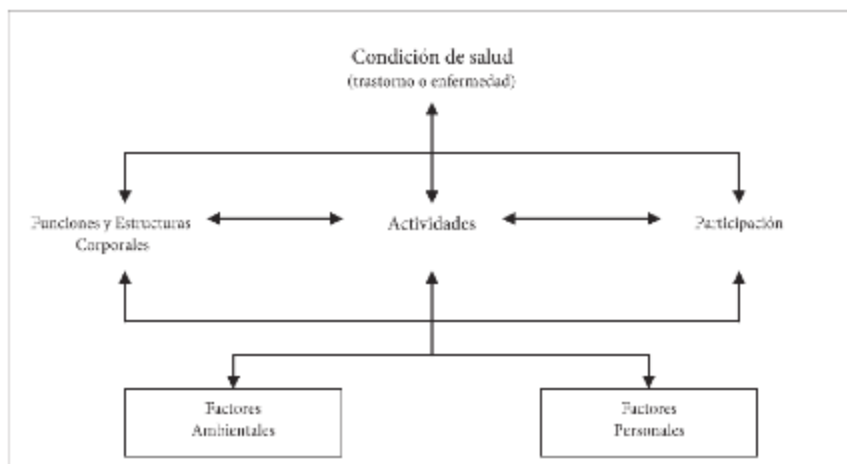 Condición de salud
(trastorno o enfermedad)
Funciones y Estructuras
Corporales
Actividades
Participación
Factores
Ambientales
Factores
Personales